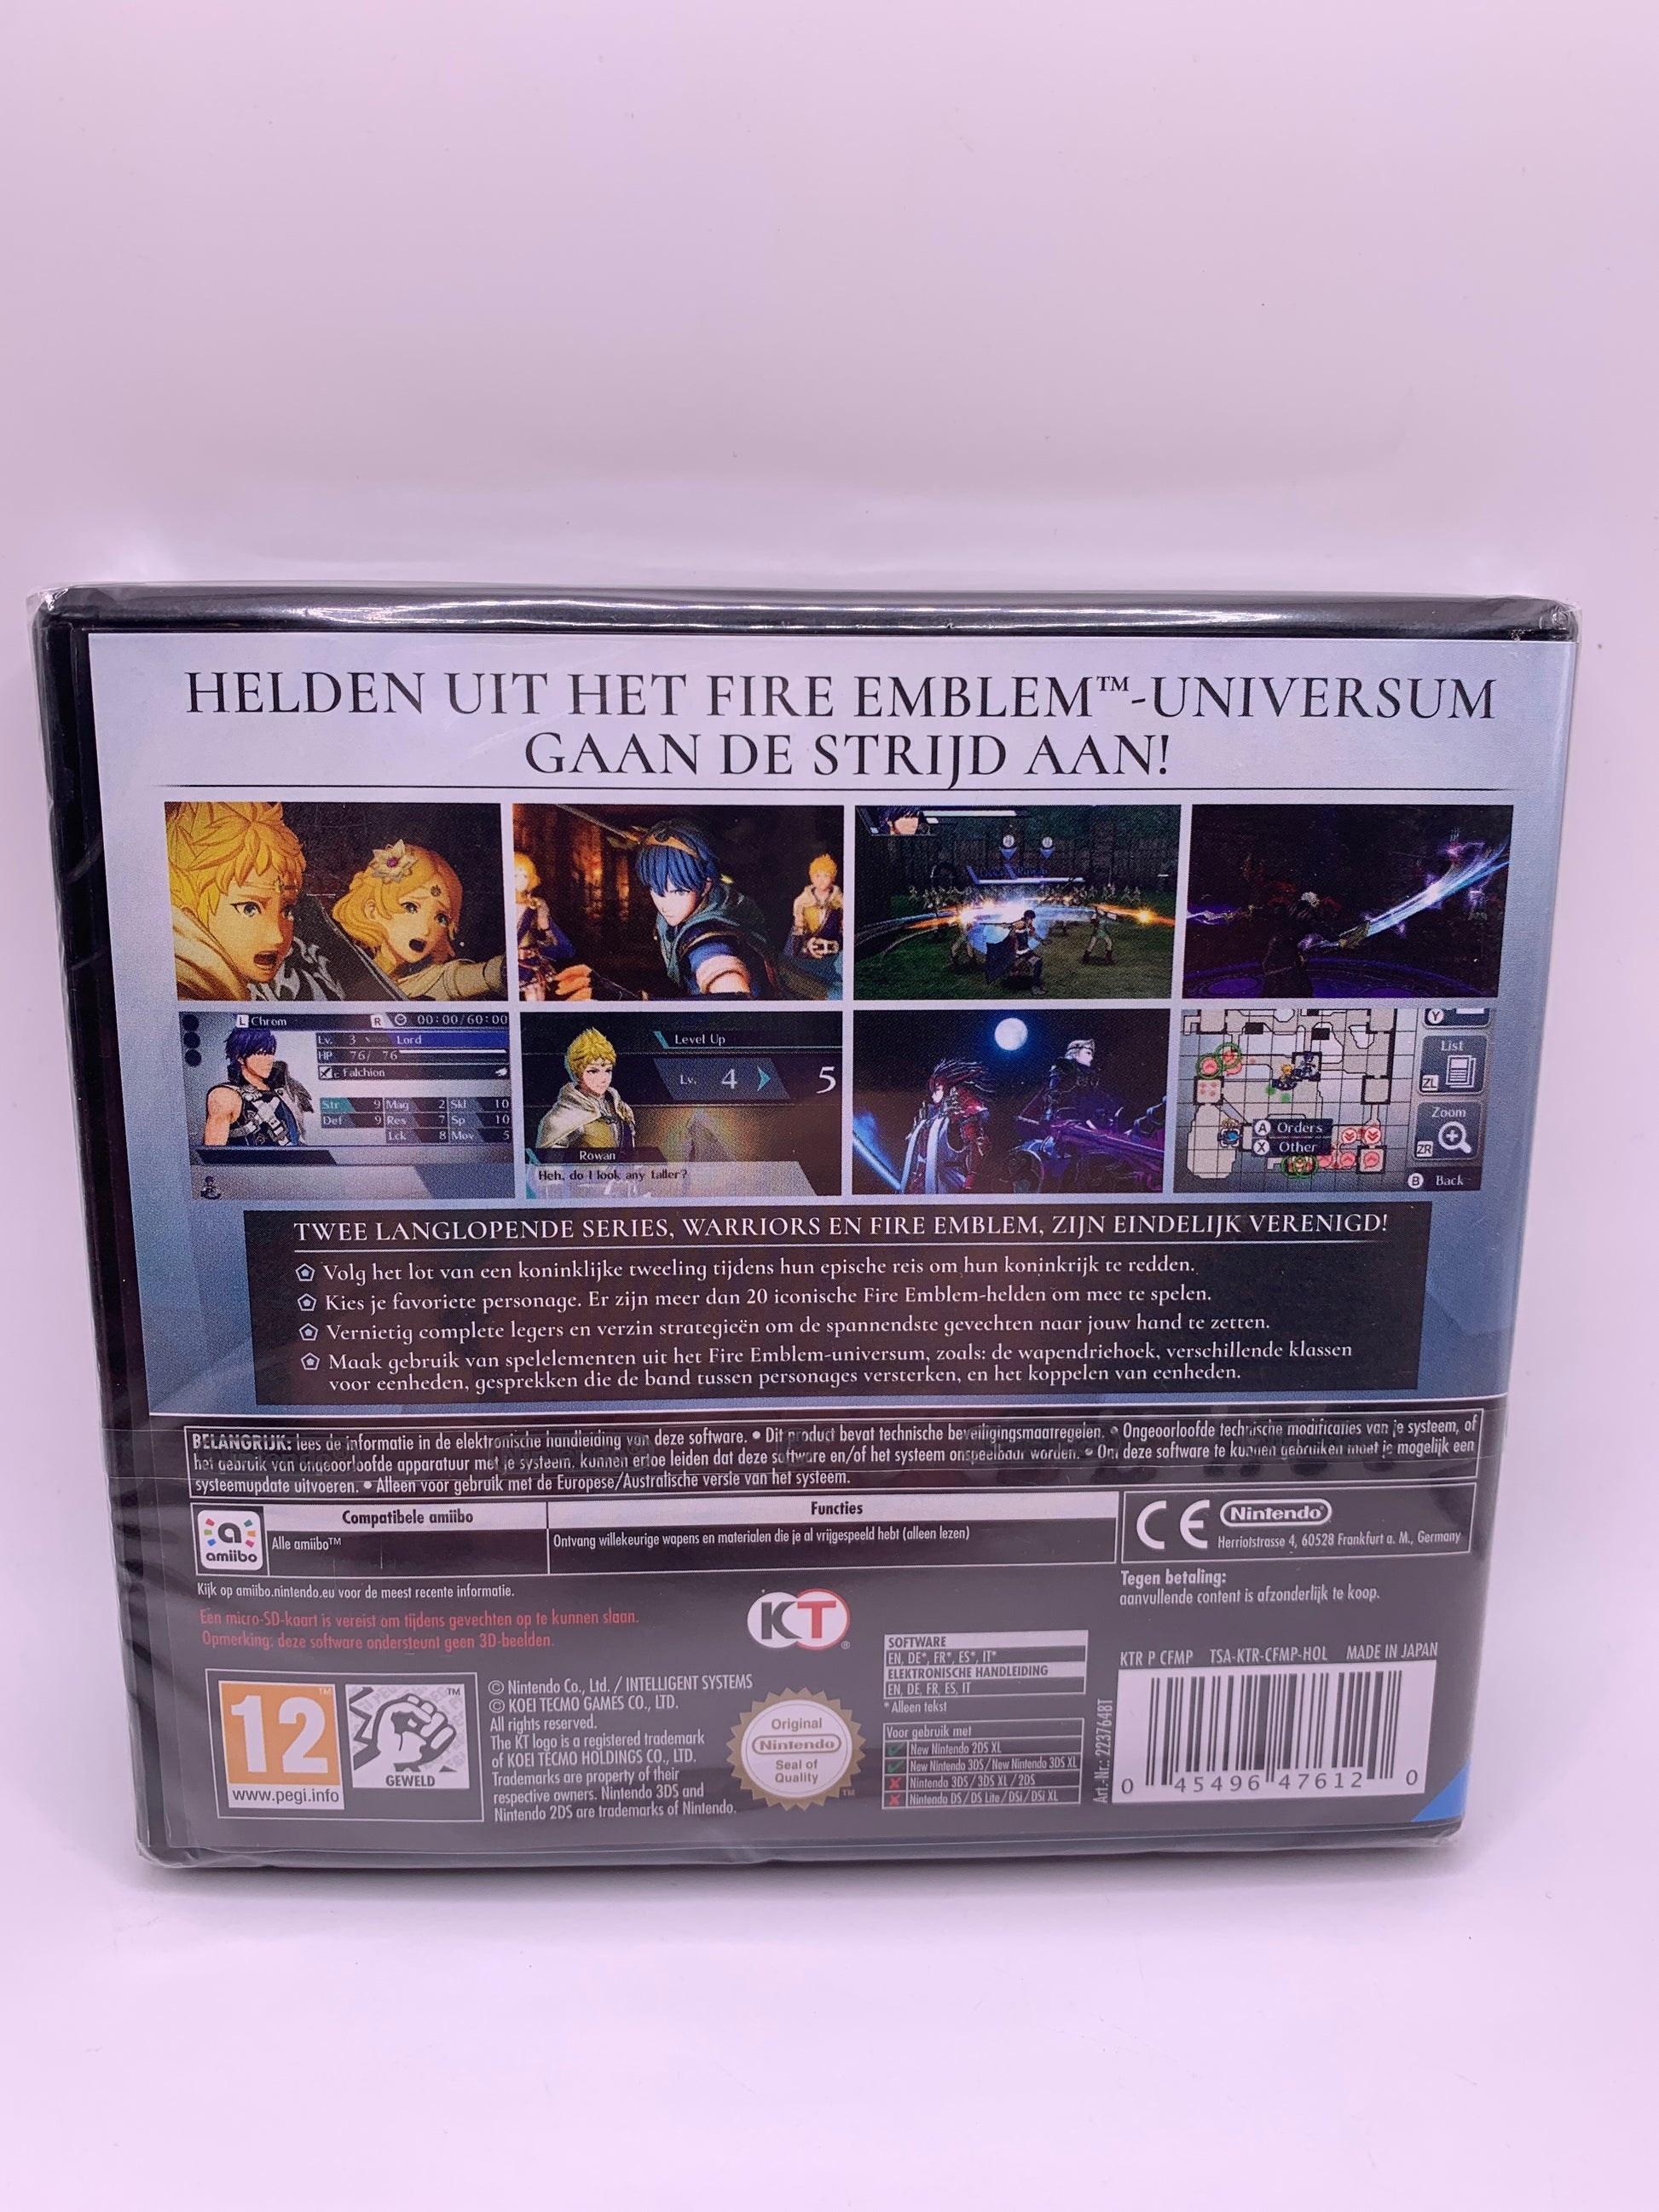 HELDEN UIT HET FIRE EMBLEM™-UNIVERSUM
GAAN DE STRIJD AAN!
L Chrom R 00:00/60:00
Lv. 3 Lord
HP 76/ 76
E Falchion
Str 9 Mag 2 Skl 10
Def 9 Res 7 Sp 10
Lck 8 Mov 5
Level Up
Lv. 4 5
Rowan
Heh, do I look any taller?
Y
List
ZL
Zoom
ZR
A Orders
X Other
B Back
TWEE LANGLOPENDE SERIES, WARRIORS EN FIRE EMBLEM, ZIJN EINDELIJK VERENIGD!
Volg het lot van een koninklijke tweeling tijdens hun epische reis om hun koninkrijk te redden.
Kies je favoriete personage. Er zijn meer dan 20 iconische Fire Emblem-helden om mee te spelen.
Vernietig complete legers en verzin strategieën om de spannendste gevechten naar jouw hand te zetten.
Maak gebruik van spelelementen uit het Fire Emblem-universum, zoals: de wapendriehoek, verschillende klassen
voor eenheden, gesprekken die de band tussen personages versterken, en het koppelen van eenheden.
BELANGRIJK: lees de informatie in de elektronische handleiding van deze software. • Dit product bevat technische beveiligingsmaatregelen. • Ongeoorloofde technische modificaties van je systeem, of
het gebruik van ongeoorloofde apparatuur met je systeem, kunnen ertoe leiden dat deze software en/of het systeem onspeelbaar worden. • Om deze software te kunnen gebruiken moet je mogelijk een
systeemupdate uitvoeren. • Alleen voor gebruik met de Europese/Australische versie van het systeem.
amiibo
Compatibele amiibo
Functies
Alle amiibo™
Ontvang willekeurige wapens en materialen die je al vrijgespeeld hebt (alleen lezen)
CE Nintendo®
Herriotstrasse 4, 60528 Frankfurt a. M., Germany
Kijk op amiibo.nintendo.eu voor de meest recente informatie.
Eén micro-SD-kaart is vereist om tijdens gevechten op te kunnen slaan.
Opmerking: deze software ondersteunt geen 3D-beelden.
KT®
Tegen betaling:
aanvullende content is afzonderlijk te koop.
12™
www.pegi.info
™
GEWELD
© Nintendo Co., Ltd. / INTELLIGENT SYSTEMS
© KOEI TECMO GAMES CO., LTD.
All rights reserved.
The KT logo is a registered trademark
of KOEI TECMO HOLDINGS CO., LTD.
Trademarks are property of their
respective owners. Nintendo 3DS and
Nintendo 2DS are trademarks of Nintendo.
Original
Nintendo
Seal of
Quality
™
SOFTWARE
EN, DE*, FR*, ES*, IT*
ELEKTRONISCHE HANDLEIDING
EN, DE, FR, ES, IT
*Alleen tekst
Voor gebruik met
New Nintendo 2DS XL
New Nintendo 3DS / New Nintendo 3DS XL
Nintendo 3DS / 3DS XL / 2DS
Nintendo DS / DS Lite / DSi / DSi XL
KTR P CFMP TSA-KTR-CFMP-HOL MADE IN JAPAN
Art.-Nr.: 2237648T
0 45496 47612 0